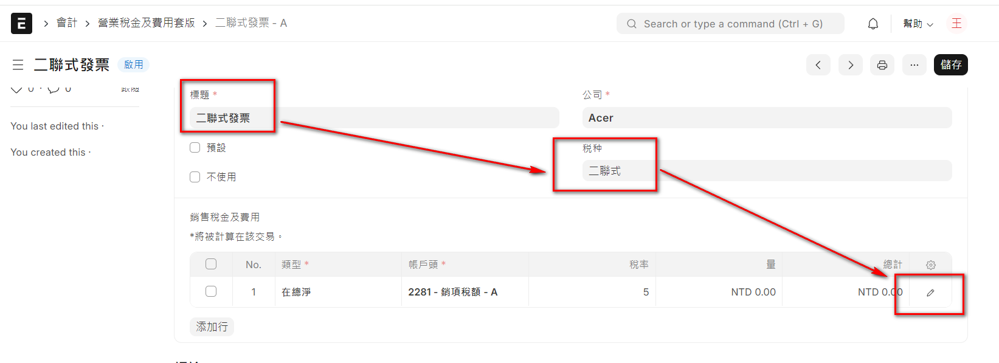 E
會計
營業稅金及費用套版
二聯式發票 - A
Search or type a command (Ctrl + G)
幫助
王
二聯式發票
啟用
...
儲存
0 · 0
跟隨
標題 *
公司 *
二聯式發票
Acer
You last edited this ·
預設
税种
You created this ·
二聯式
不使用
銷售稅金及費用
*將被計算在該交易。
No. 類型 * 帳戶頭 * 稅率 量 總計
1 在總淨 2281 - 銷項稅額 - A 5 NTD 0.00 NTD 0.00
添加行